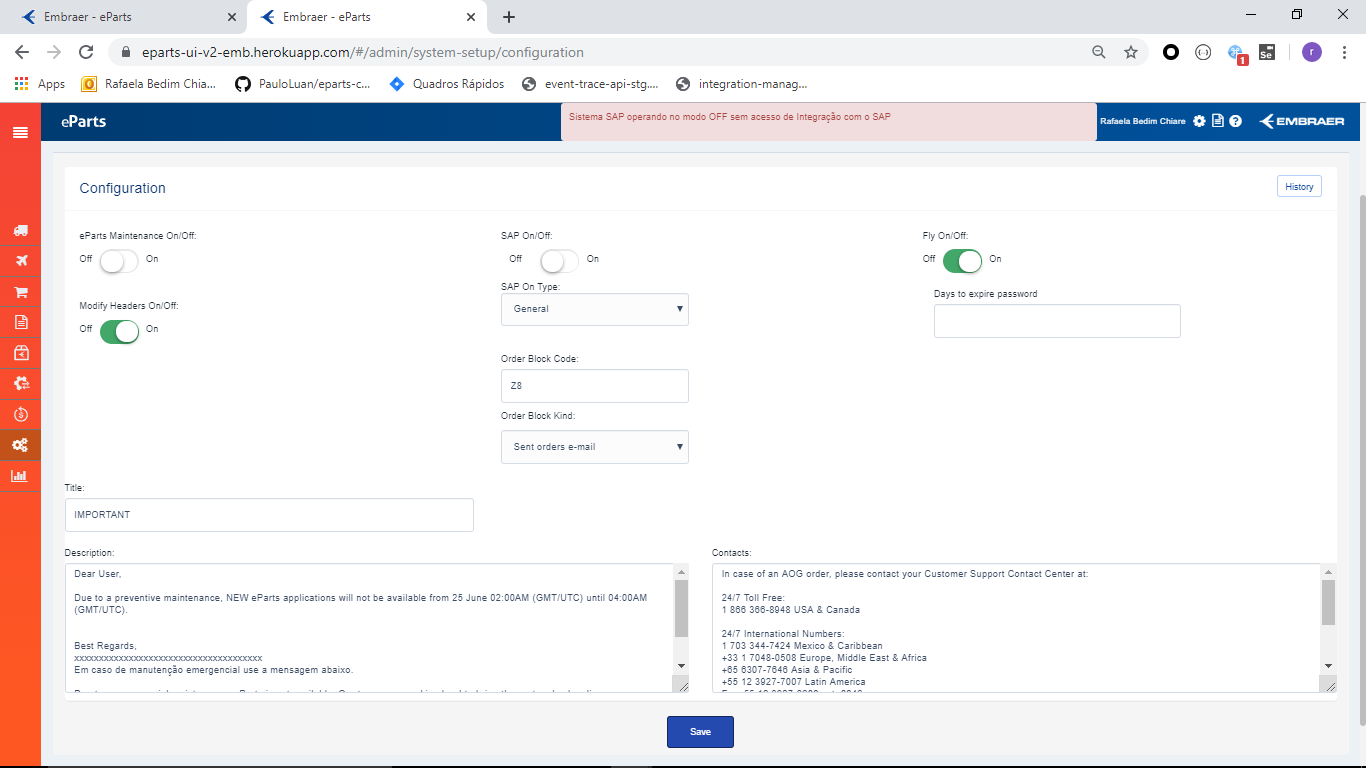 Embraer - eParts
Embraer - eParts
eparts-ui-v2-emb.herokuapp.com/#/admin/system-setup/configuration
1
Se
r
Apps
Rafaela Bedim Chia...
PauloLuan/eparts-c...
Quadros Rápidos
event-trace-api-stg....
integration-manag...
eParts
Sistema SAP operando no modo OFF sem acesso de Integração com o SAP
Rafaela Bedim Chiare
EMBRAER
Configuration
History
eParts Maintenance On/Off:
Off On
SAP On/Off:
Off On
Fly On/Off:
Off On
Modify Headers On/Off:
Off On
SAP On Type:
General
Days to expire password
Order Block Code:
Z8
Order Block Kind:
Sent orders e-mail
Title:
IMPORTANT
Description:
Dear User,
Due to a preventive maintenance, NEW eParts applications will not be available from 25 June 02:00AM (GMT/UTC) until 04:00AM
(GMT/UTC).
Best Regards,
xxxxxxxxxxxxxxxxxxxxxxxxxxxxxxxxxxxxxx
Em caso de manutenção emergencial use a mensagem abaixo.
Contacts:
In case of an AOG order, please contact your Customer Support Contact Center at:
24/7 Toll Free:
1 866 366-8948 USA & Canada
24/7 International Numbers:
1 703 344-7424 Mexico & Caribbean
+33 1 7048-0508 Europe, Middle East & Africa
+65 6307-7646 Asia & Pacific
+55 12 3927-7007 Latin America
Save